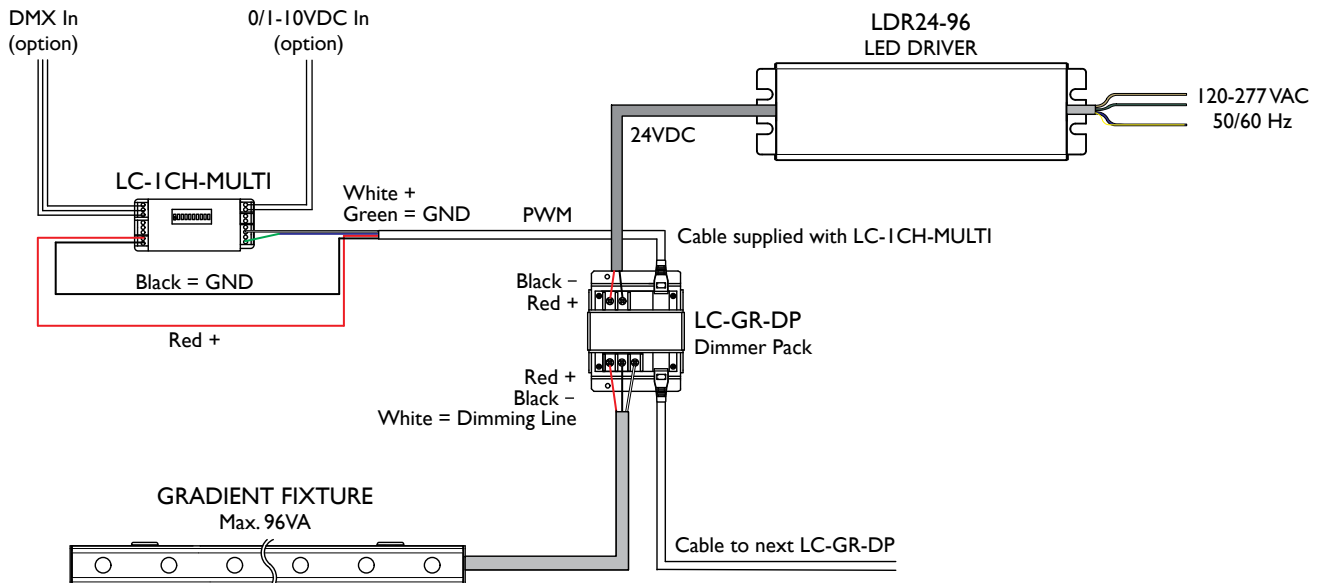 DMX In
(option)
0/1-10VDC In
(option)
LDR24-96
LED DRIVER
120-277 VAC
50/60 Hz
24VDC
LC-1CH-MULTI
White +
Green = GND
PWM
Cable supplied with LC-1CH-MULTI
Black = GND
Red +
Black –
Red +
LC-GR-DP
Dimmer Pack
Red +
Black –
White = Dimming Line
GRADIENT FIXTURE
Max. 96VA
Cable to next LC-GR-DP